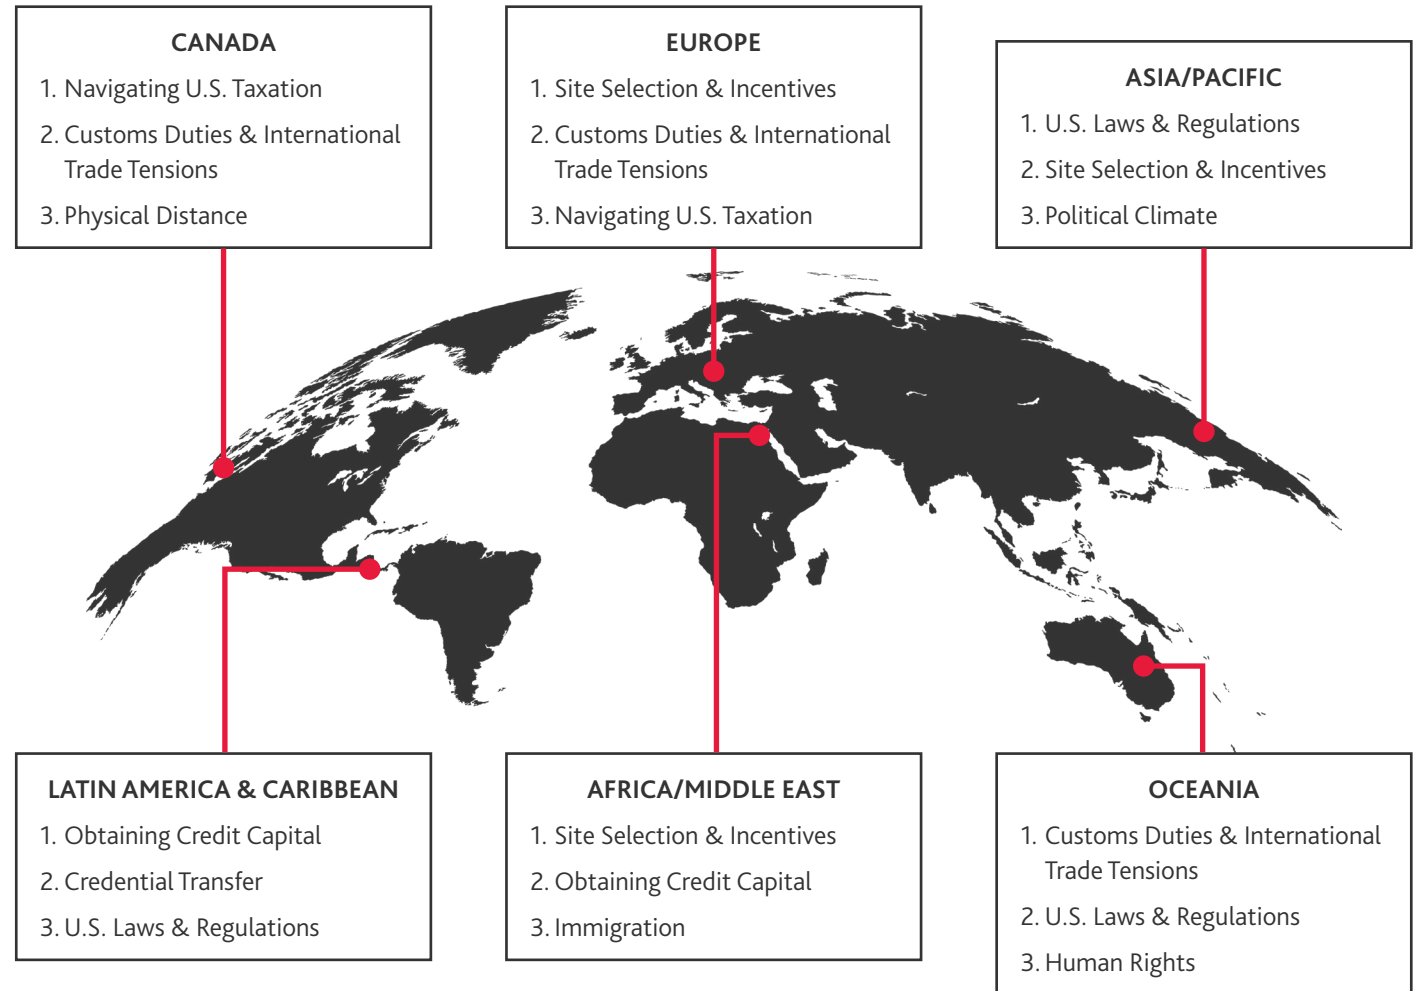 CANADA
1. Navigating U.S. Taxation
2. Customs Duties & International
Trade Tensions
3. Physical Distance
EUROPE
1. Site Selection & Incentives
2. Customs Duties & International
Trade Tensions
3. Navigating U.S. Taxation
ASIA/PACIFIC
1. U.S. Laws & Regulations
2. Site Selection & Incentives
3. Political Climate
LATIN AMERICA & CARIBBEAN
1. Obtaining Credit Capital
2. Credential Transfer
3. U.S. Laws & Regulations
AFRICA/MIDDLE EAST
1. Site Selection & Incentives
2. Obtaining Credit Capital
3. Immigration
OCEANIA
1. Customs Duties & International
Trade Tensions
2. U.S. Laws & Regulations
3. Human Rights